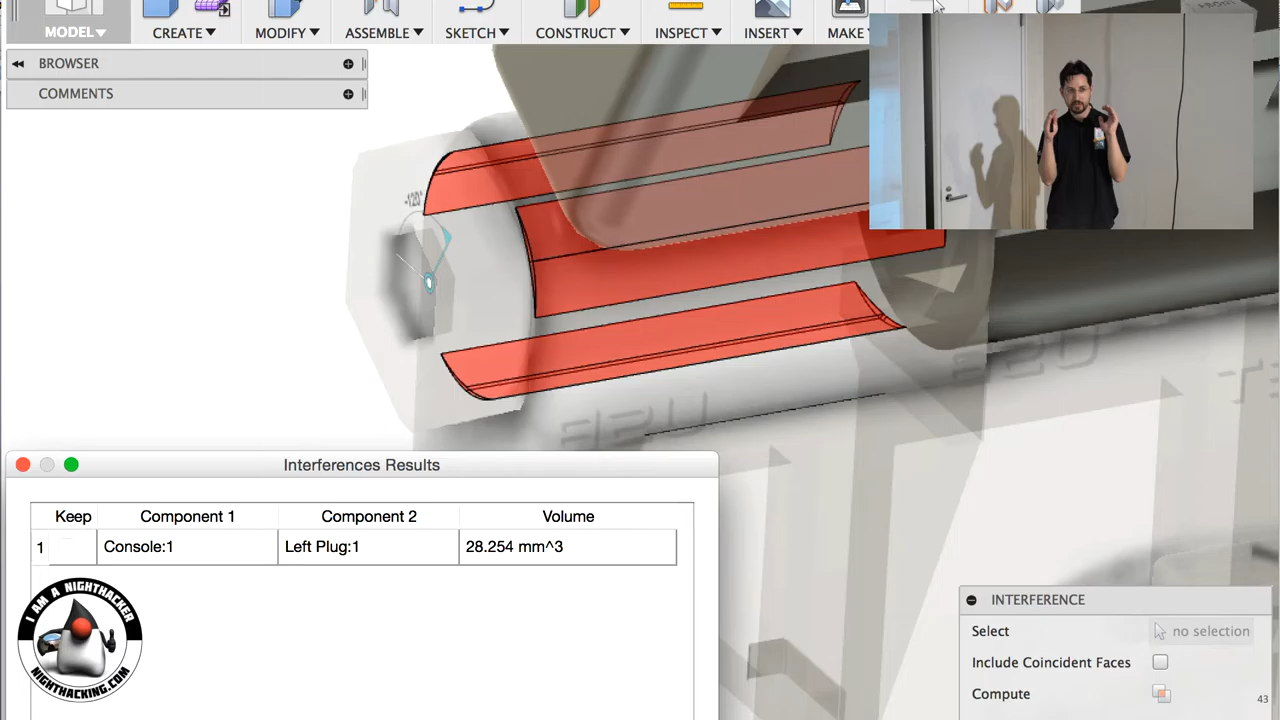 MODEL
CREATE
MODIFY
ASSEMBLE
SKETCH
CONSTRUCT
INSPECT
INSERT
MAKE
BROWSER
COMMENTS
-120°
USB
Interferences Results
Keep Component 1 Component 2 Volume
1 Console:1 Left Plug:1 28.254 mm^3
I AM A NIGHTHACKER
NIGHTHACKING.COM
INTERFERENCE
Select no selection
Include Coincident Faces
Compute
43